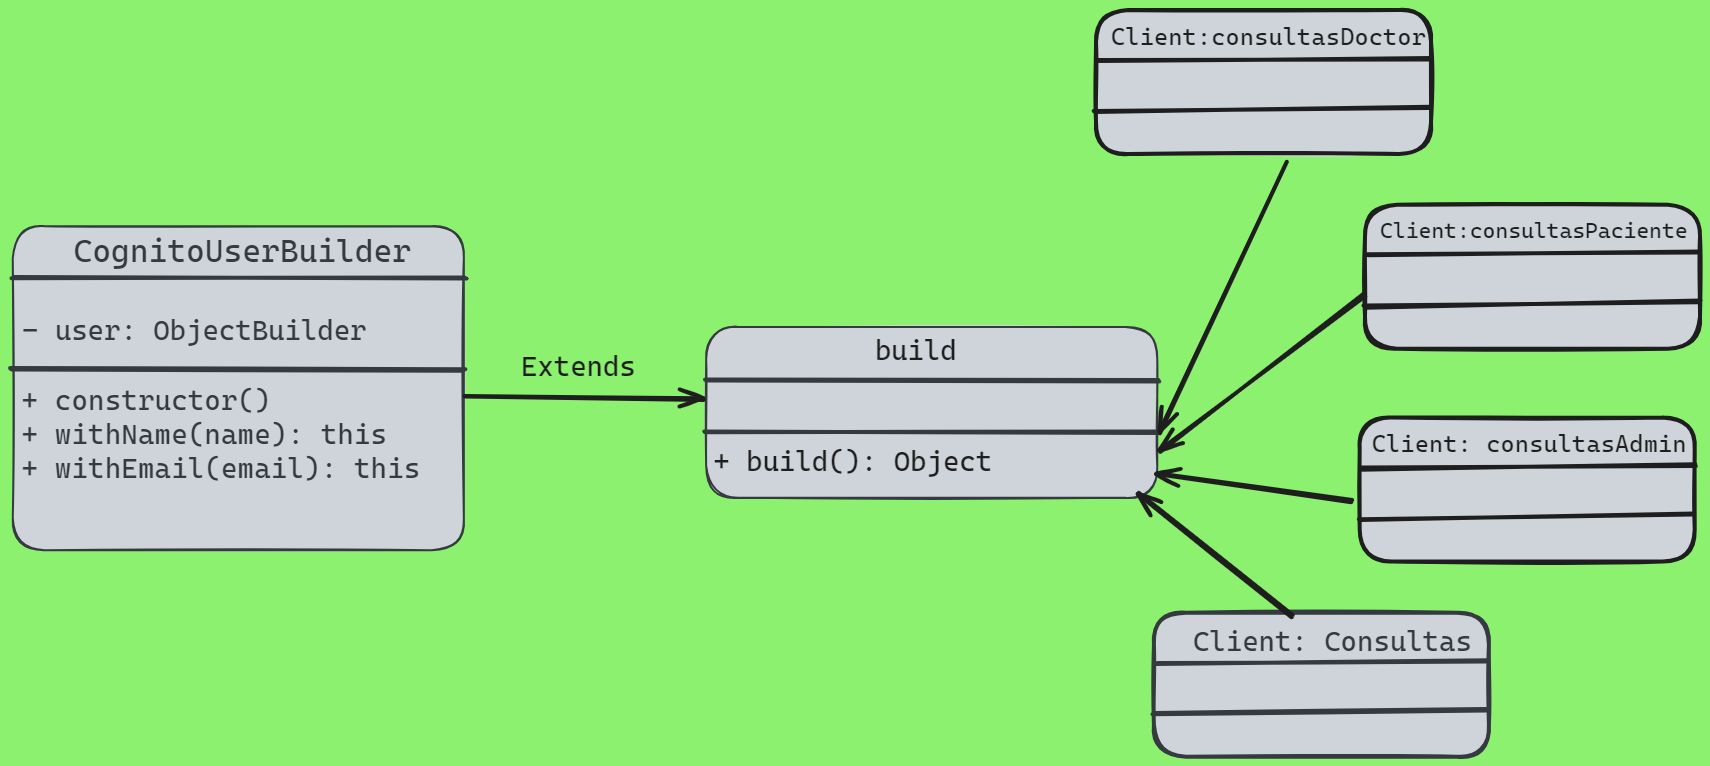 CognitoUserBuilder
− user: ObjectBuilder
+ constructor()
+ withName(name): this
+ withEmail(email): this
Extends
build
+ build(): Object
Client:consultasDoctor
Client:consultasPaciente
Client: consultasAdmin
Client: Consultas